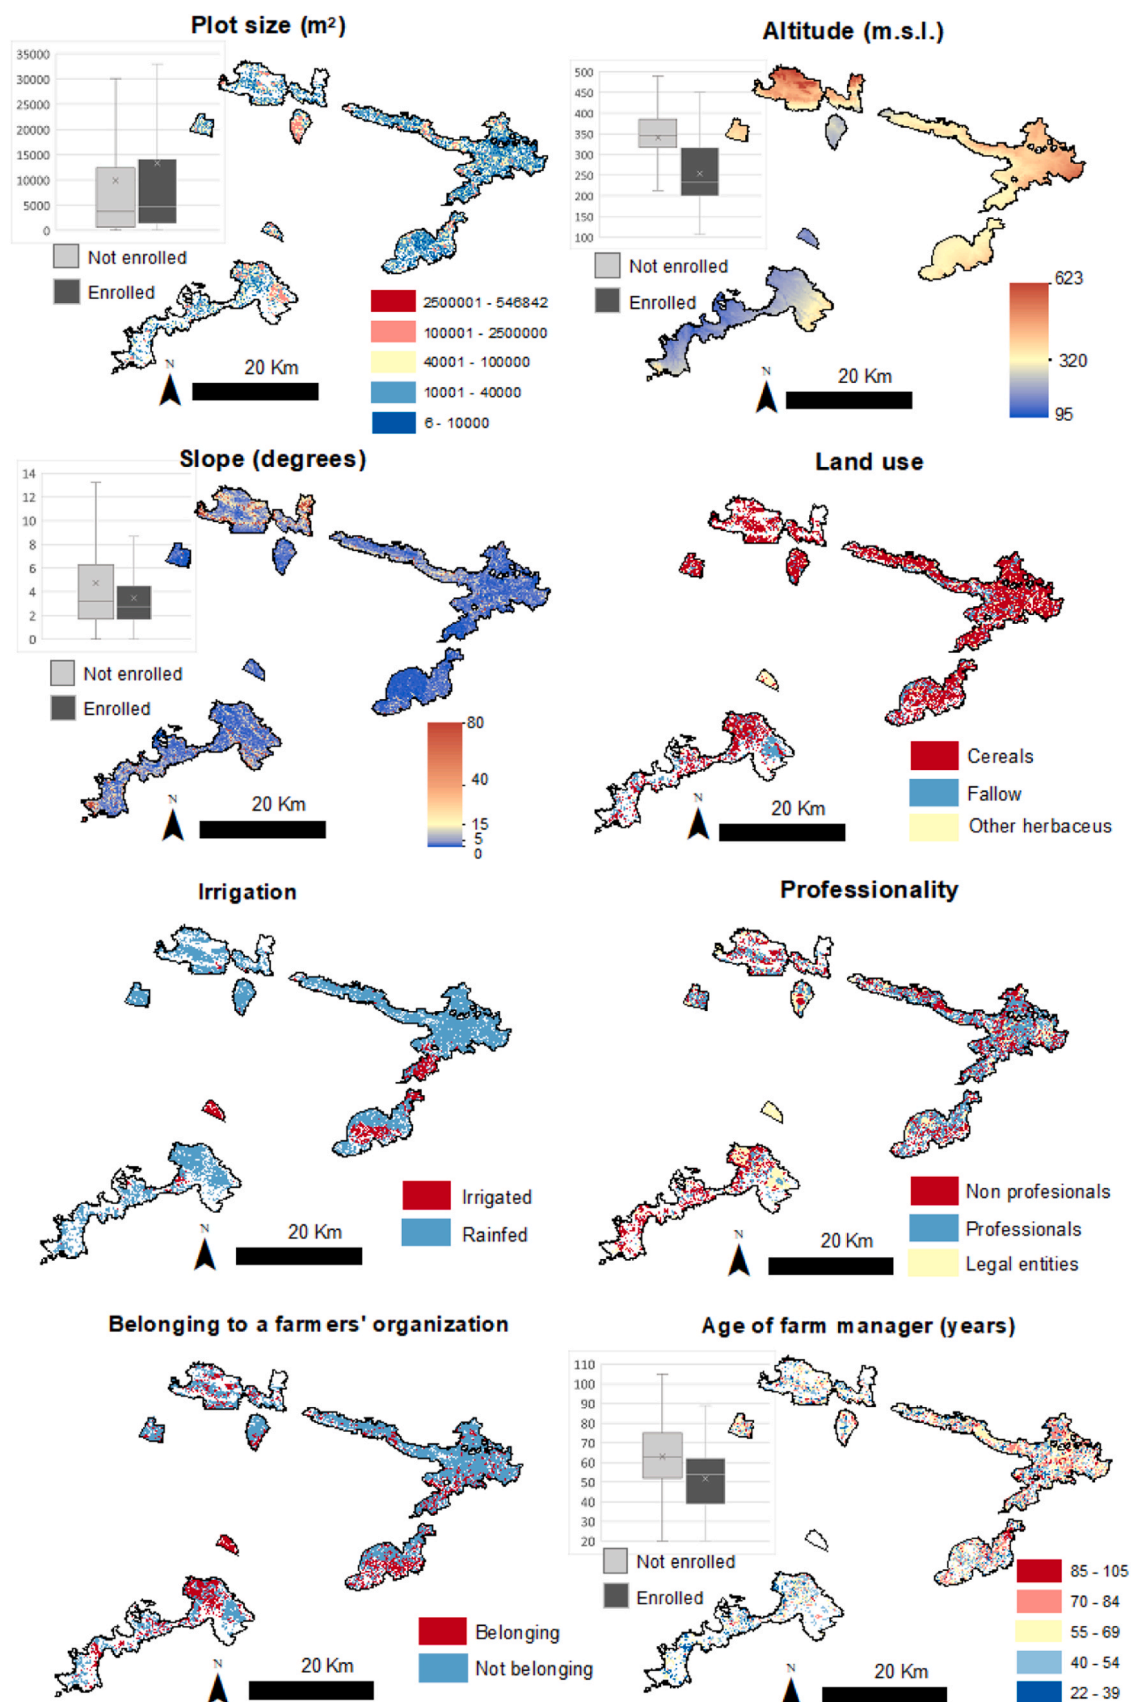 Plot size (m²)
35000
30000
25000
20000
15000
10000
5000
0
Not enrolled
Enrolled
2500001 - 546842
100001 - 2500000
40001 - 100000
10001 - 40000
6 - 10000
N
20 Km
Altitude (m.s.l.)
500
450
400
350
300
250
200
150
100
Not enrolled
Enrolled
623
320
95
N
20 Km
Slope (degrees)
14
12
10
8
6
4
2
0
Not enrolled
Enrolled
80
40
15
5
0
N
20 Km
Land use
Cereals
Fallow
Other herbaceus
N
20 Km
Irrigation
Irrigated
Rainfed
N
20 Km
Professionality
Non profesionals
Professionals
Legal entities
N
20 Km
Belonging to a farmers' organization
Belonging
Not belonging
N
20 Km
Age of farm manager (years)
110
100
90
80
70
60
50
40
30
20
Not enrolled
Enrolled
85 - 105
70 - 84
55 - 69
40 - 54
22 - 39
N
20 Km